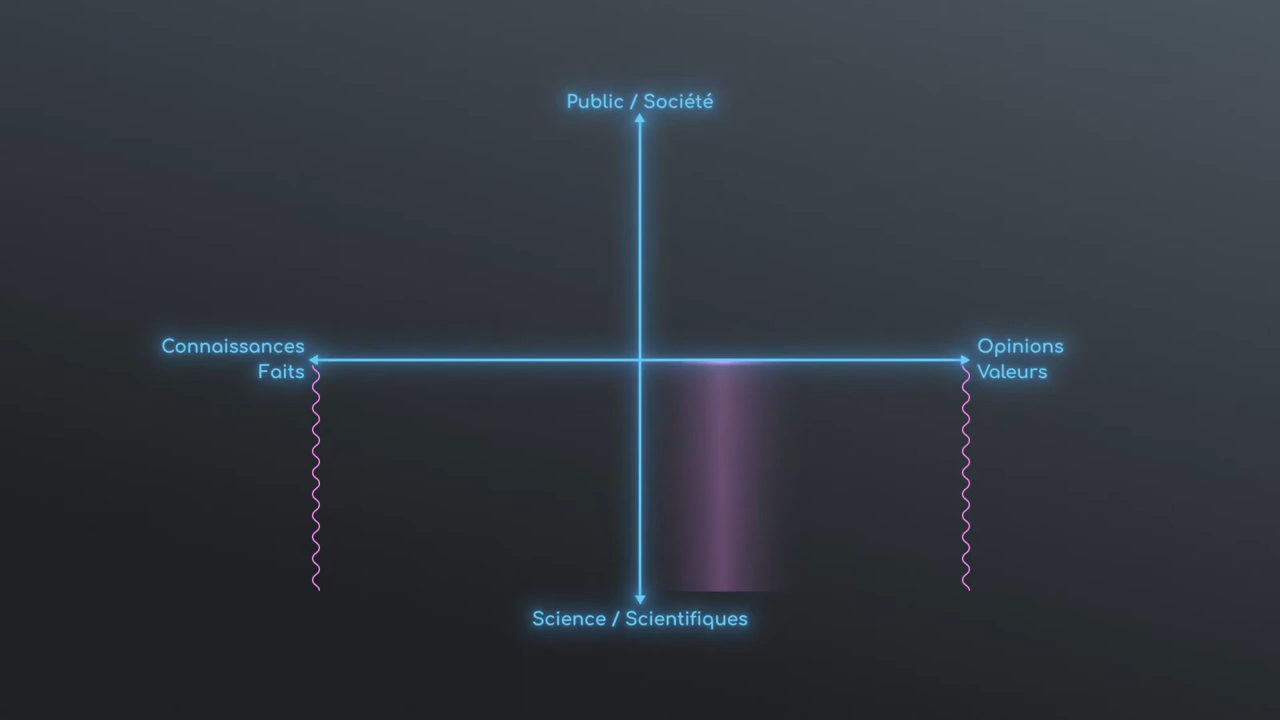 Public / Société
Connaissances
Faits
Opinions
Valeurs
Science / Scientifiques